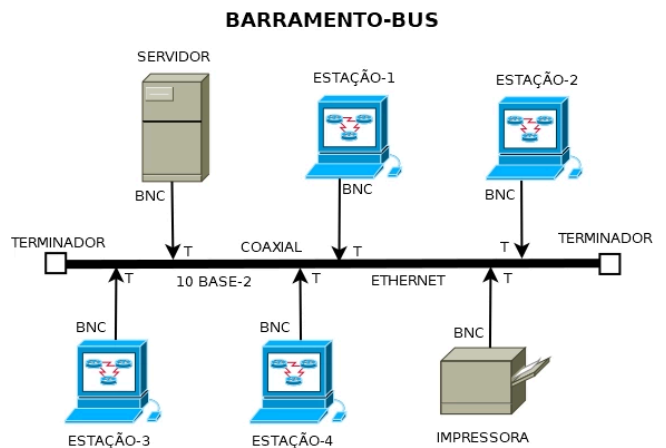 BARRAMENTO-BUS
SERVIDOR
ESTAÇÃO-1
ESTAÇÃO-2
BNC
BNC
BNC
TERMINADOR
T
COAXIAL
T
T
TERMINADOR
T
10 BASE-2
T
ETHERNET
T
BNC
BNC
BNC
ESTAÇÃO-3
ESTAÇÃO-4
IMPRESSORA